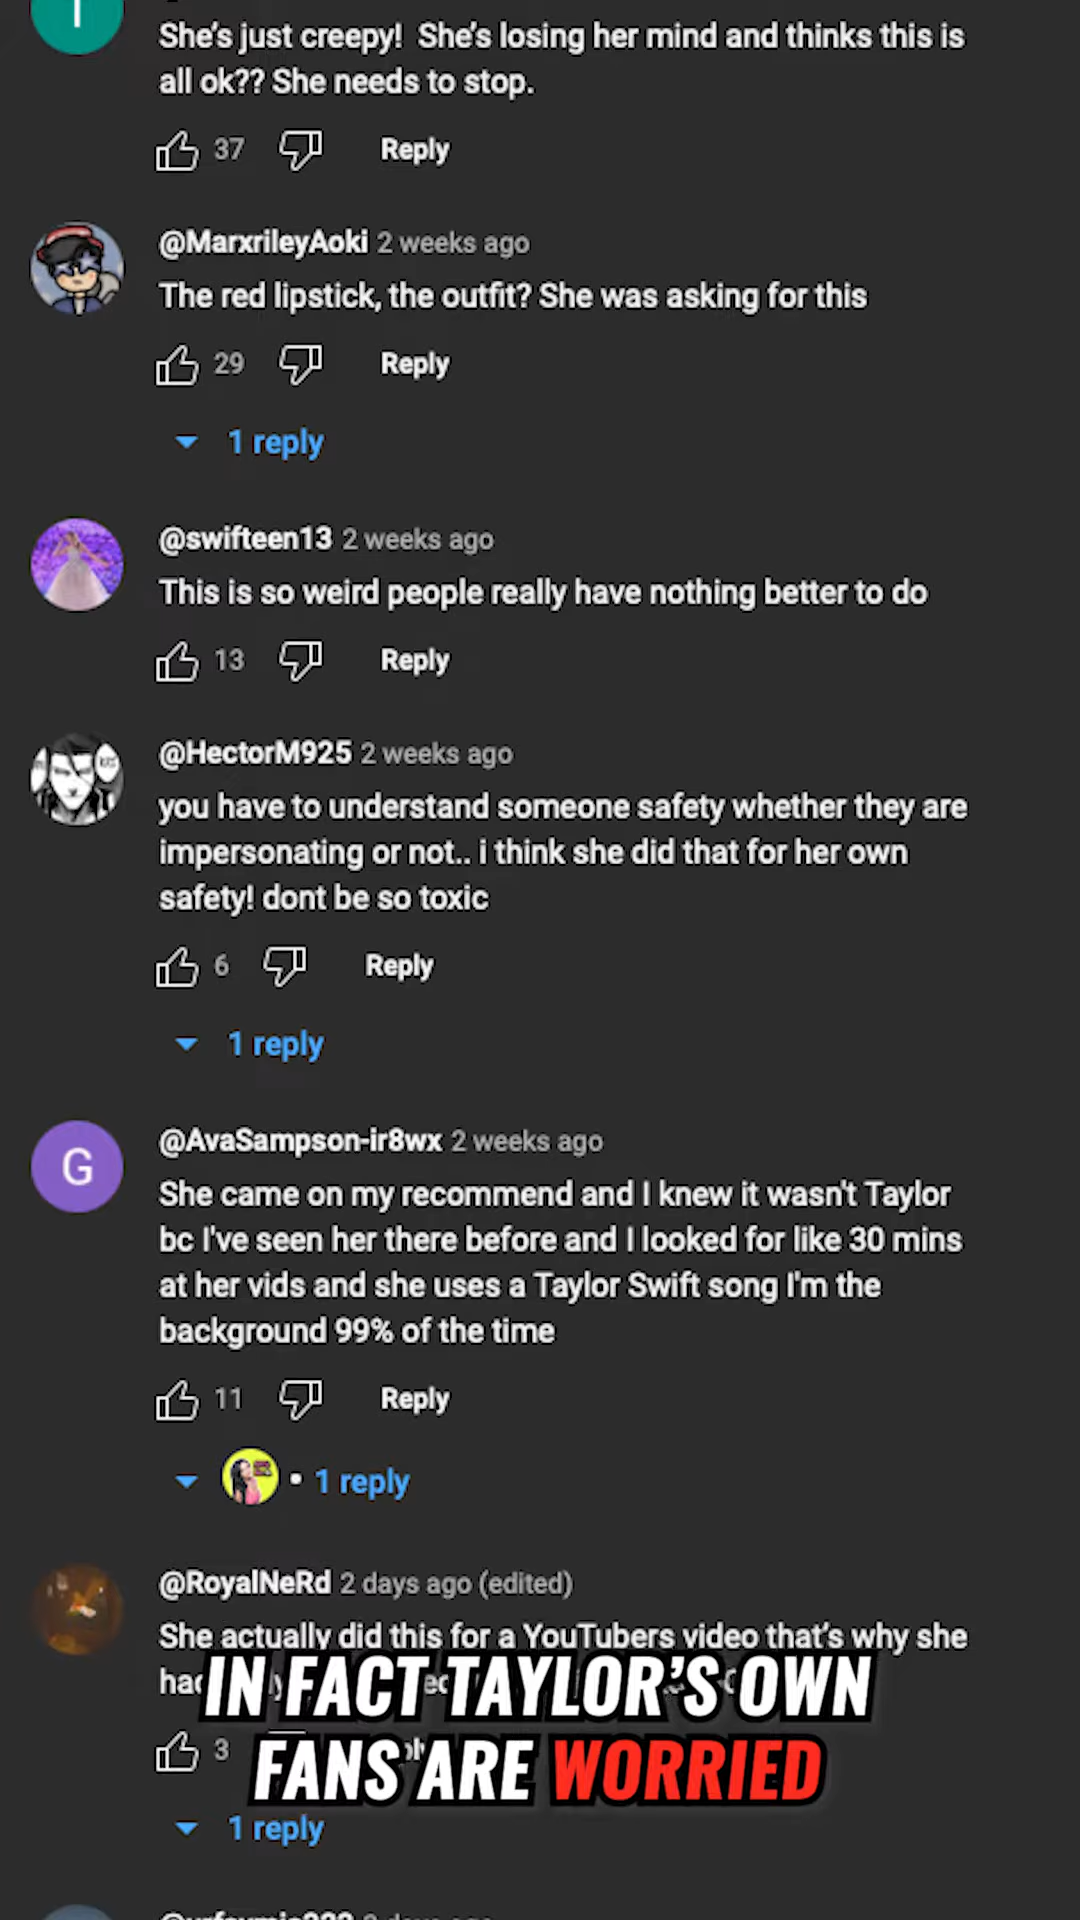 She's just creepy! She's losing her mind and thinks this is
all ok?? She needs to stop.
37 Reply
@MarxrileyAoki 2 weeks ago
The red lipstick, the outfit? She was asking for this
29 Reply
1 reply
@swifteen13 2 weeks ago
This is so weird people really have nothing better to do
13 Reply
@HectorM925 2 weeks ago
you have to understand someone safety whether they are
impersonating or not.. i think she did that for her own
safety! dont be so toxic
6 Reply
1 reply
G
@AvaSampson-ir8wx 2 weeks ago
She came on my recommend and I knew it wasn't Taylor
bc I've seen her there before and I looked for like 30 mins
at her vids and she uses a Taylor Swift song I'm the
background 99% of the time
11 Reply
• 1 reply
@RoyalNeRd 2 days ago (edited)
She actually did this for a YouTubers video that's why she
IN FACT TAYLOR'S OWN
3
FANS ARE WORRIED
1 reply